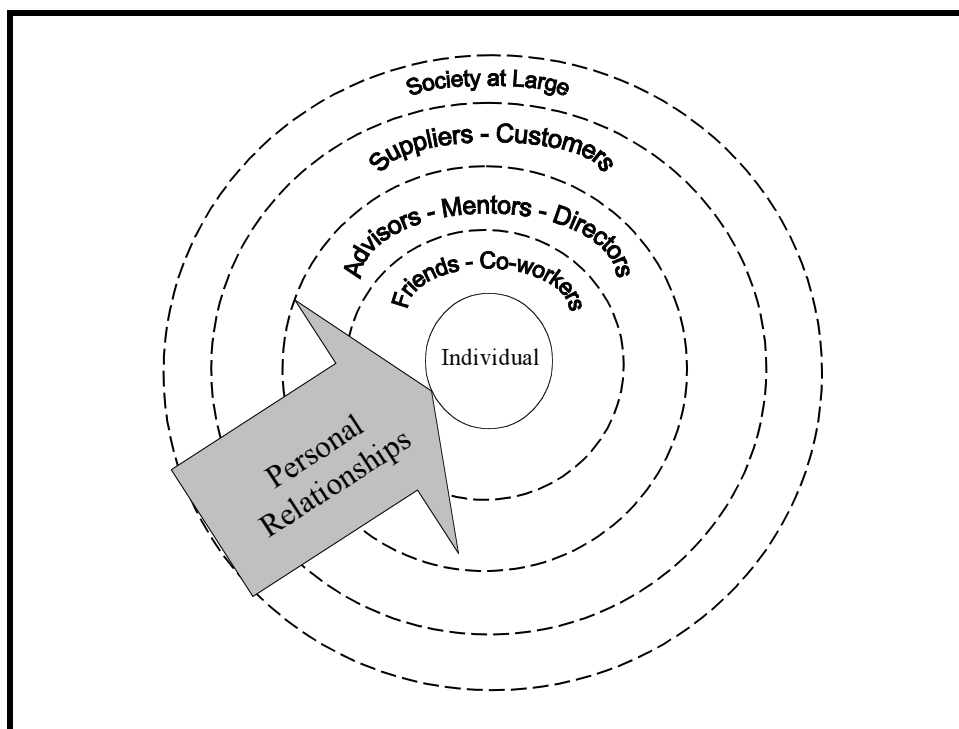 Society at Large
Suppliers - Customers
Advisors - Mentors - Directors
Friends - Co-workers
Individual
Personal
Relationships